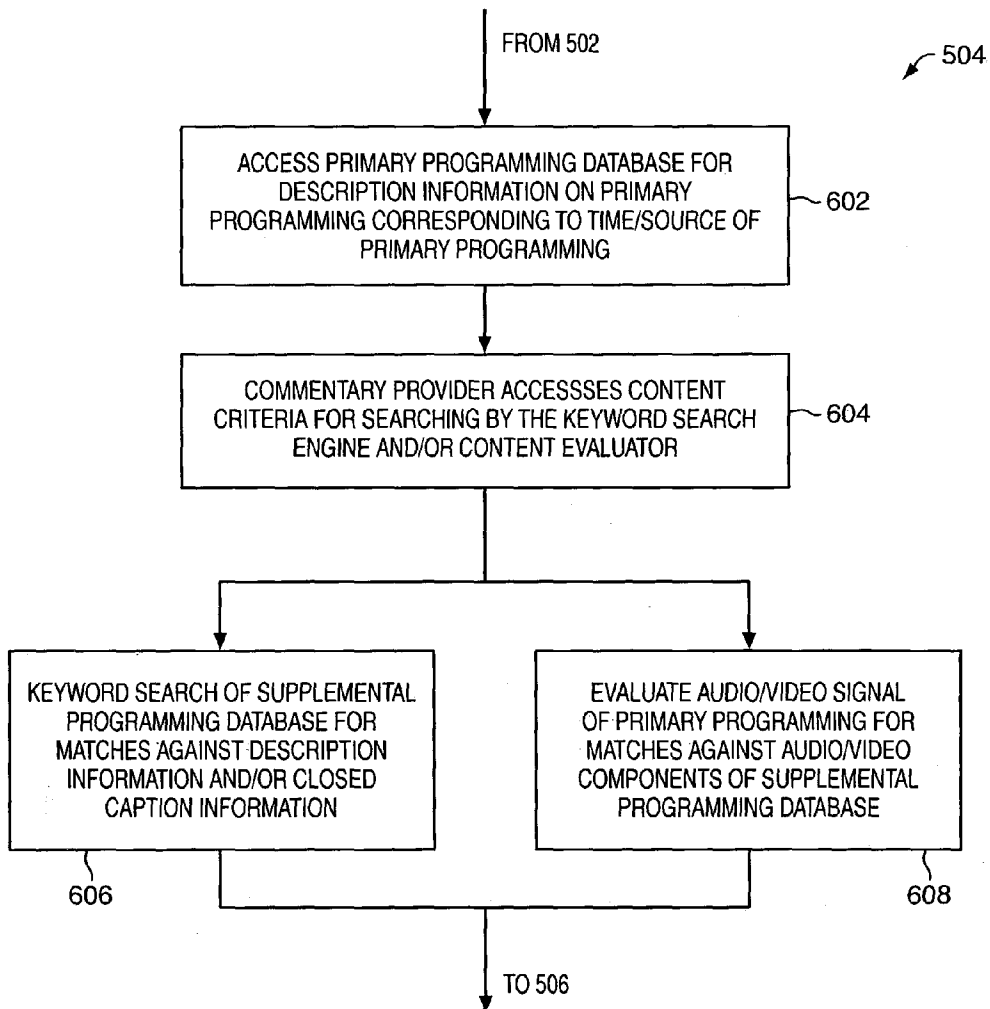 FROM 502
504
ACCESS PRIMARY PROGRAMMING DATABASE FOR
DESCRIPTION INFORMATION ON PRIMARY
PROGRAMMING CORRESPONDING TO TIME/SOURCE OF
PRIMARY PROGRAMMING
602
COMMENTARY PROVIDER ACCESSSES CONTENT
CRITERIA FOR SEARCHING BY THE KEYWORD SEARCH
ENGINE AND/OR CONTENT EVALUATOR
604
KEYWORD SEARCH OF SUPPLEMENTAL
PROGRAMMING DATABASE FOR
MATCHES AGAINST DESCRIPTION
INFORMATION AND/OR CLOSED
CAPTION INFORMATION
606
EVALUATE AUDIO/VIDEO SIGNAL
OF PRIMARY PROGRAMMING FOR
MATCHES AGAINST AUDIO/VIDEO
COMPONENTS OF SUPPLEMENTAL
PROGRAMMING DATABASE
608
TO 506